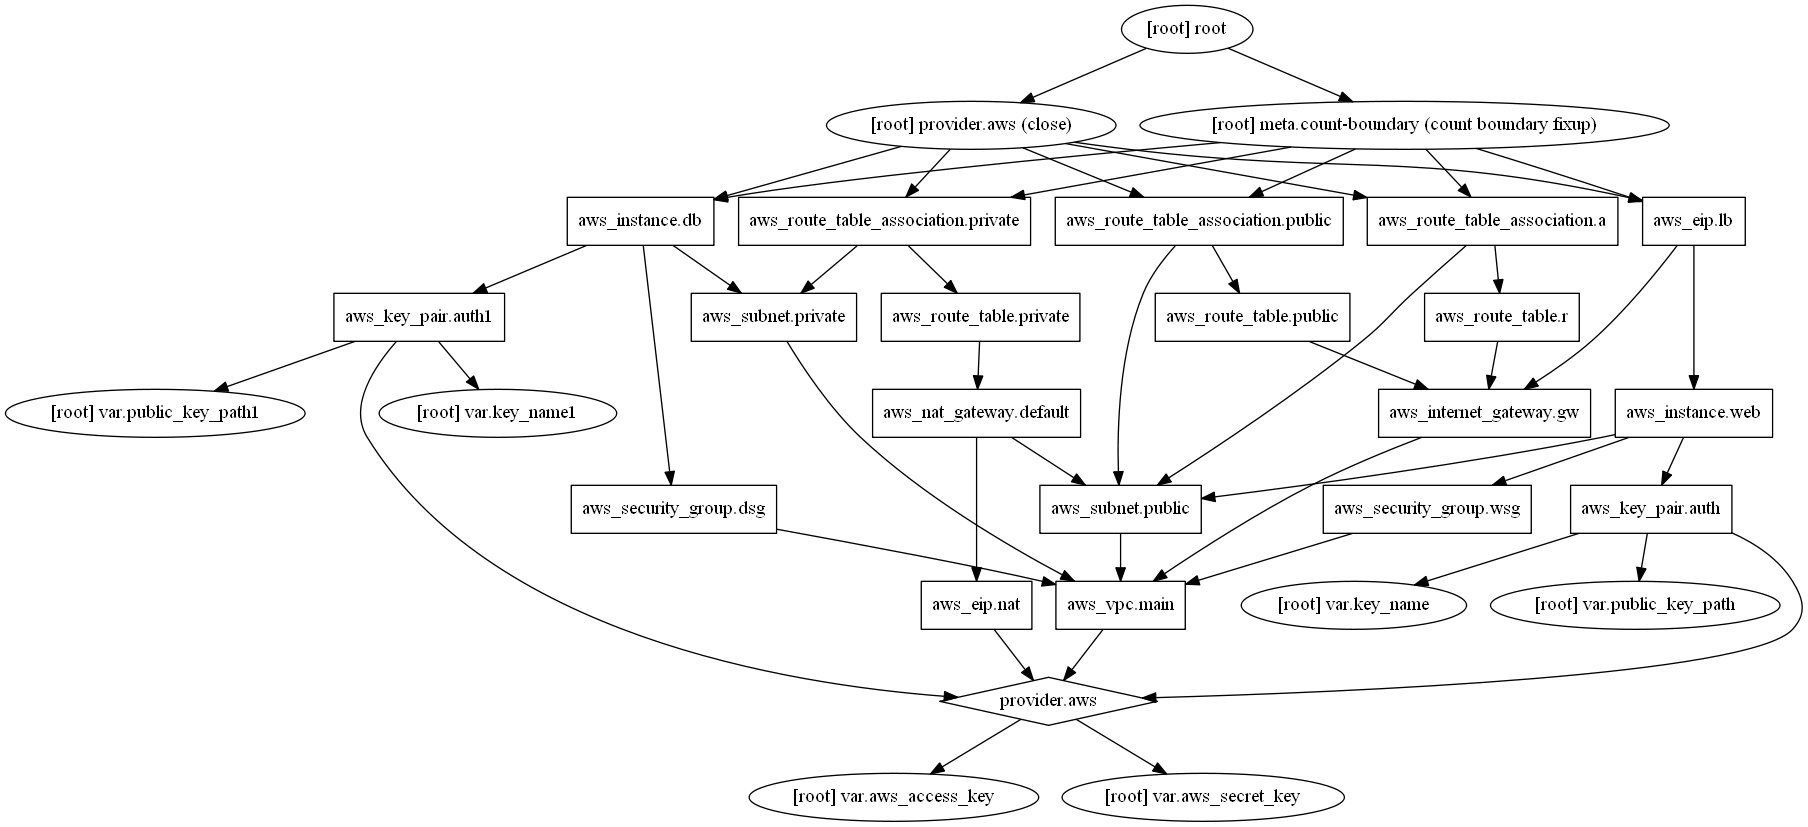 [root] root
[root] provider.aws (close)
[root] meta.count-boundary (count boundary fixup)
aws_instance.db
aws_route_table_association.private
aws_route_table_association.public
aws_route_table_association.a
aws_eip.lb
aws_key_pair.auth1
aws_subnet.private
aws_route_table.private
aws_route_table.public
aws_route_table.r
[root] var.public_key_path1
[root] var.key_name1
aws_nat_gateway.default
aws_internet_gateway.gw
aws_instance.web
aws_security_group.dsg
aws_subnet.public
aws_security_group.wsg
aws_key_pair.auth
aws_eip.nat
aws_vpc.main
[root] var.key_name
[root] var.public_key_path
provider.aws
[root] var.aws_access_key
[root] var.aws_secret_key